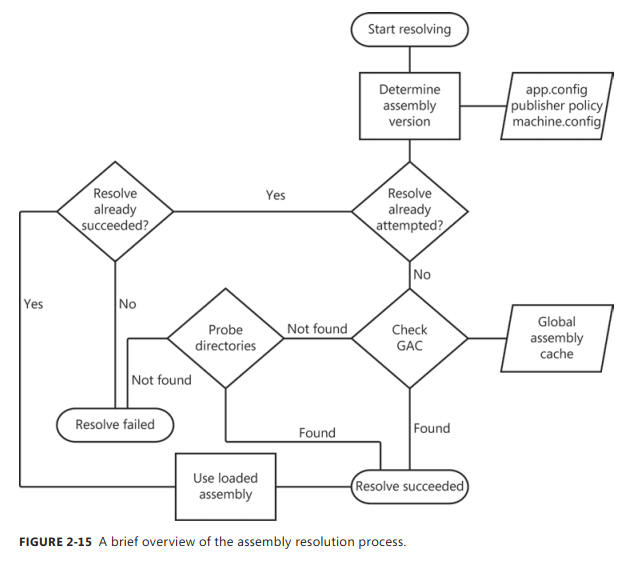 Start resolving
Determine
assembly
version
app.config
publisher policy
machine.config
Resolve
already
succeeded?
Yes
Resolve
already
attempted?
No
Yes
No
Probe
directories
Not found
Check
GAC
Global
assembly
cache
Not found
Resolve failed
Found
Found
Use loaded
assembly
Resolve succeeded
FIGURE 2-15 A brief overview of the assembly resolution process.